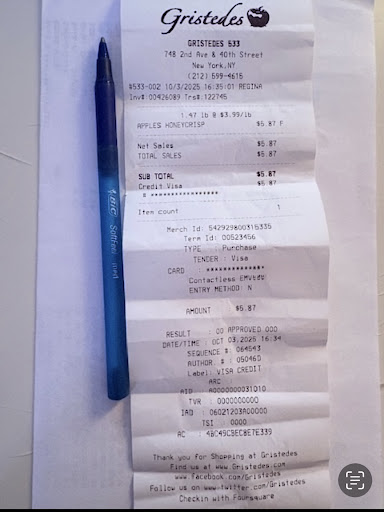 Gristedes
GRISTEDES 533
748 2nd Ave & 40th Street
New York,NY
(212) 599-4615
#533-002 10/3/2025 16:35:01 REGINA
Inv#:00426089 Trs#:122745
1.47 lb @ $3.99/lb
APPLES HONEYCRISP $5.87 F
Net Sales $5.87
TOTAL SALES $5.87
SUB TOTAL $5.87
Credit Visa $5.87
# *****************
Item count 1
Merch Id: 542929800315335
Term Id: 00523456
TYPE : Purchase
TENDER : Visa
CARD : *************
Contactless EMV
ENTRY METHOD: N
AMOUNT $5.87
RESULT : 00 APPROVED 000
DATE/TIME : OCT 03,2025 16:34
SEQUENCE #: 064543
AUTHOR. # : 05046D
Label: VISA CREDIT
ARC :
AID : A0000000031010
TVR : 0000000000
IAD : 06021203A00000
TSI : 0000
AC : 4BC49C9EC8E7E339
Thank you for Shopping at Gristedes
Find us at www.Gristedes.com
www.facebook.com/Gristedes
Follow us on www.twitter.com/Gristedes
Checkin with Foursquare
BIC SoftFeel med